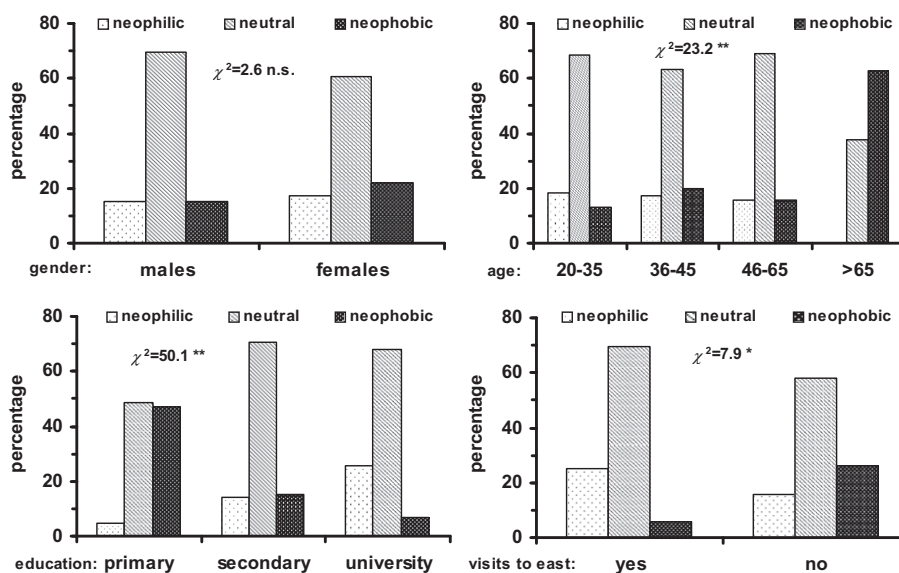 neophilic neutral neophobic
80
60
40
20
0
percentage
χ²=2.6 n.s.
gender: males females
neophilic neutral neophobic
80
60
40
20
0
percentage
χ²=23.2 **
age: 20-35 36-45 46-65 >65
neophilic neutral neophobic
80
60
40
20
0
percentage
χ²=50.1 **
education: primary secondary university
neophilic neutral neophobic
80
60
40
20
0
percentage
χ²=7.9 *
visits to east: yes no